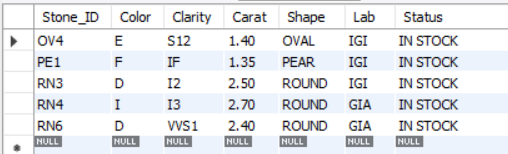 Stone_ID Color Clarity Carat Shape Lab Status
OV4 E S12 1.40 OVAL IGI IN STOCK
PE1 F IF 1.35 PEAR IGI IN STOCK
RN3 D I2 2.50 ROUND IGI IN STOCK
RN4 I I3 2.70 ROUND GIA IN STOCK
RN6 D VVS1 2.40 ROUND GIA IN STOCK
NULL NULL NULL NULL NULL NULL NULL